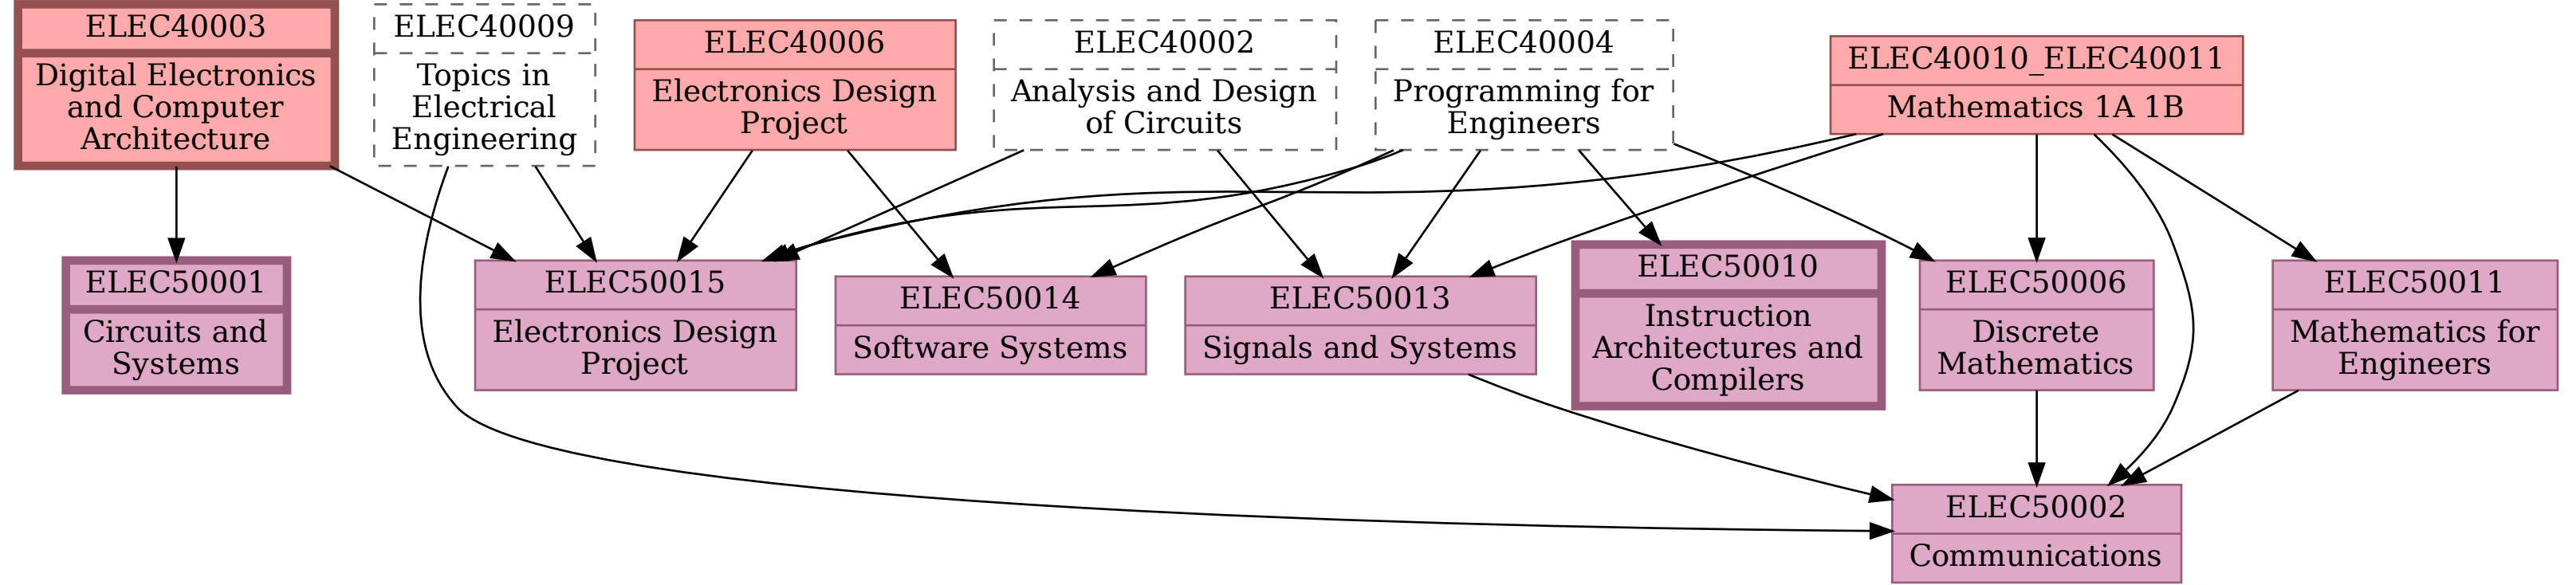 ELEC40003
Digital Electronics
and Computer
Architecture
ELEC40009
Topics in
Electrical
Engineering
ELEC40006
Electronics Design
Project
ELEC40002
Analysis and Design
of Circuits
ELEC40004
Programming for
Engineers
ELEC40010_ELEC40011
Mathematics 1A 1B
ELEC50001
Circuits and
Systems
ELEC50015
Electronics Design
Project
ELEC50014
Software Systems
ELEC50013
Signals and Systems
ELEC50010
Instruction
Architectures and
Compilers
ELEC50006
Discrete
Mathematics
ELEC50011
Mathematics for
Engineers
ELEC50002
Communications